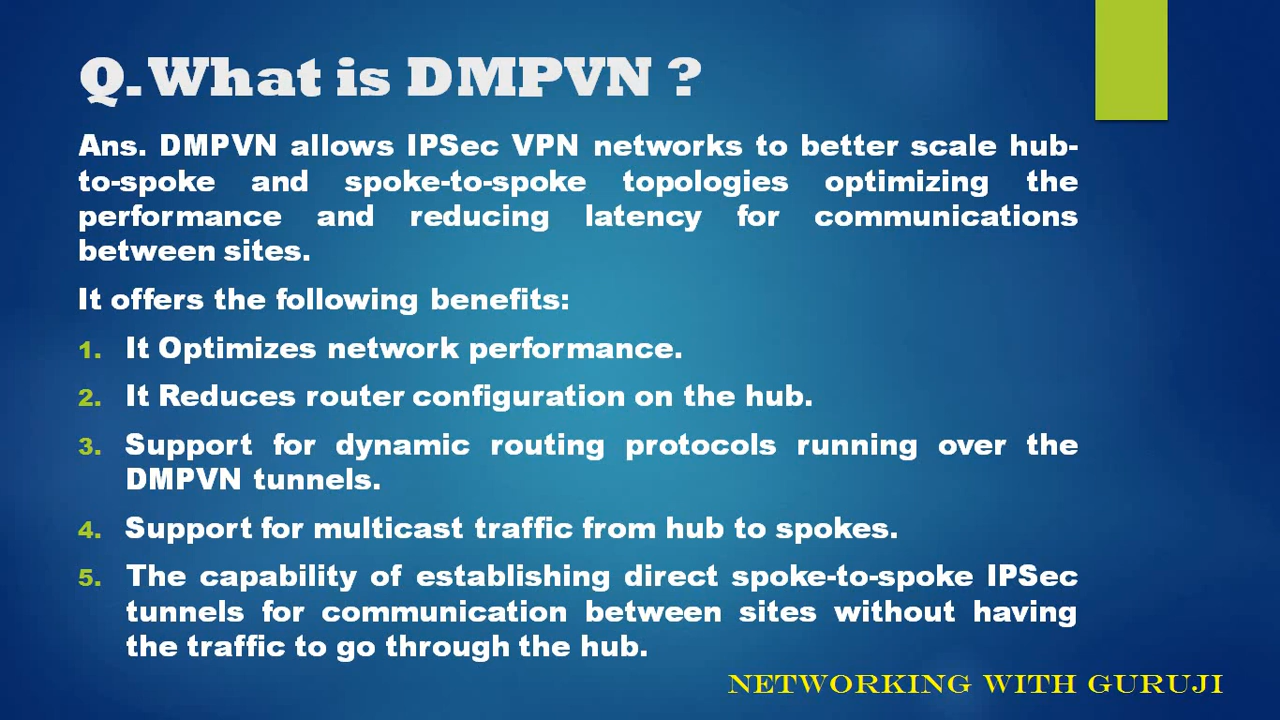 Q.What is DMPVN ?
Ans. DMPVN allows IPSec VPN networks to better scale hub-
to-spoke and spoke-to-spoke topologies optimizing the
performance and reducing latency for communications
between sites.
It offers the following benefits:
1. It Optimizes network performance.
2. It Reduces router configuration on the hub.
3. Support for dynamic routing protocols running over the
DMPVN tunnels.
4. Support for multicast traffic from hub to spokes.
5. The capability of establishing direct spoke-to-spoke IPSec
tunnels for communication between sites without having
the traffic to go through the hub.
NETWORKING WITH GURUJI